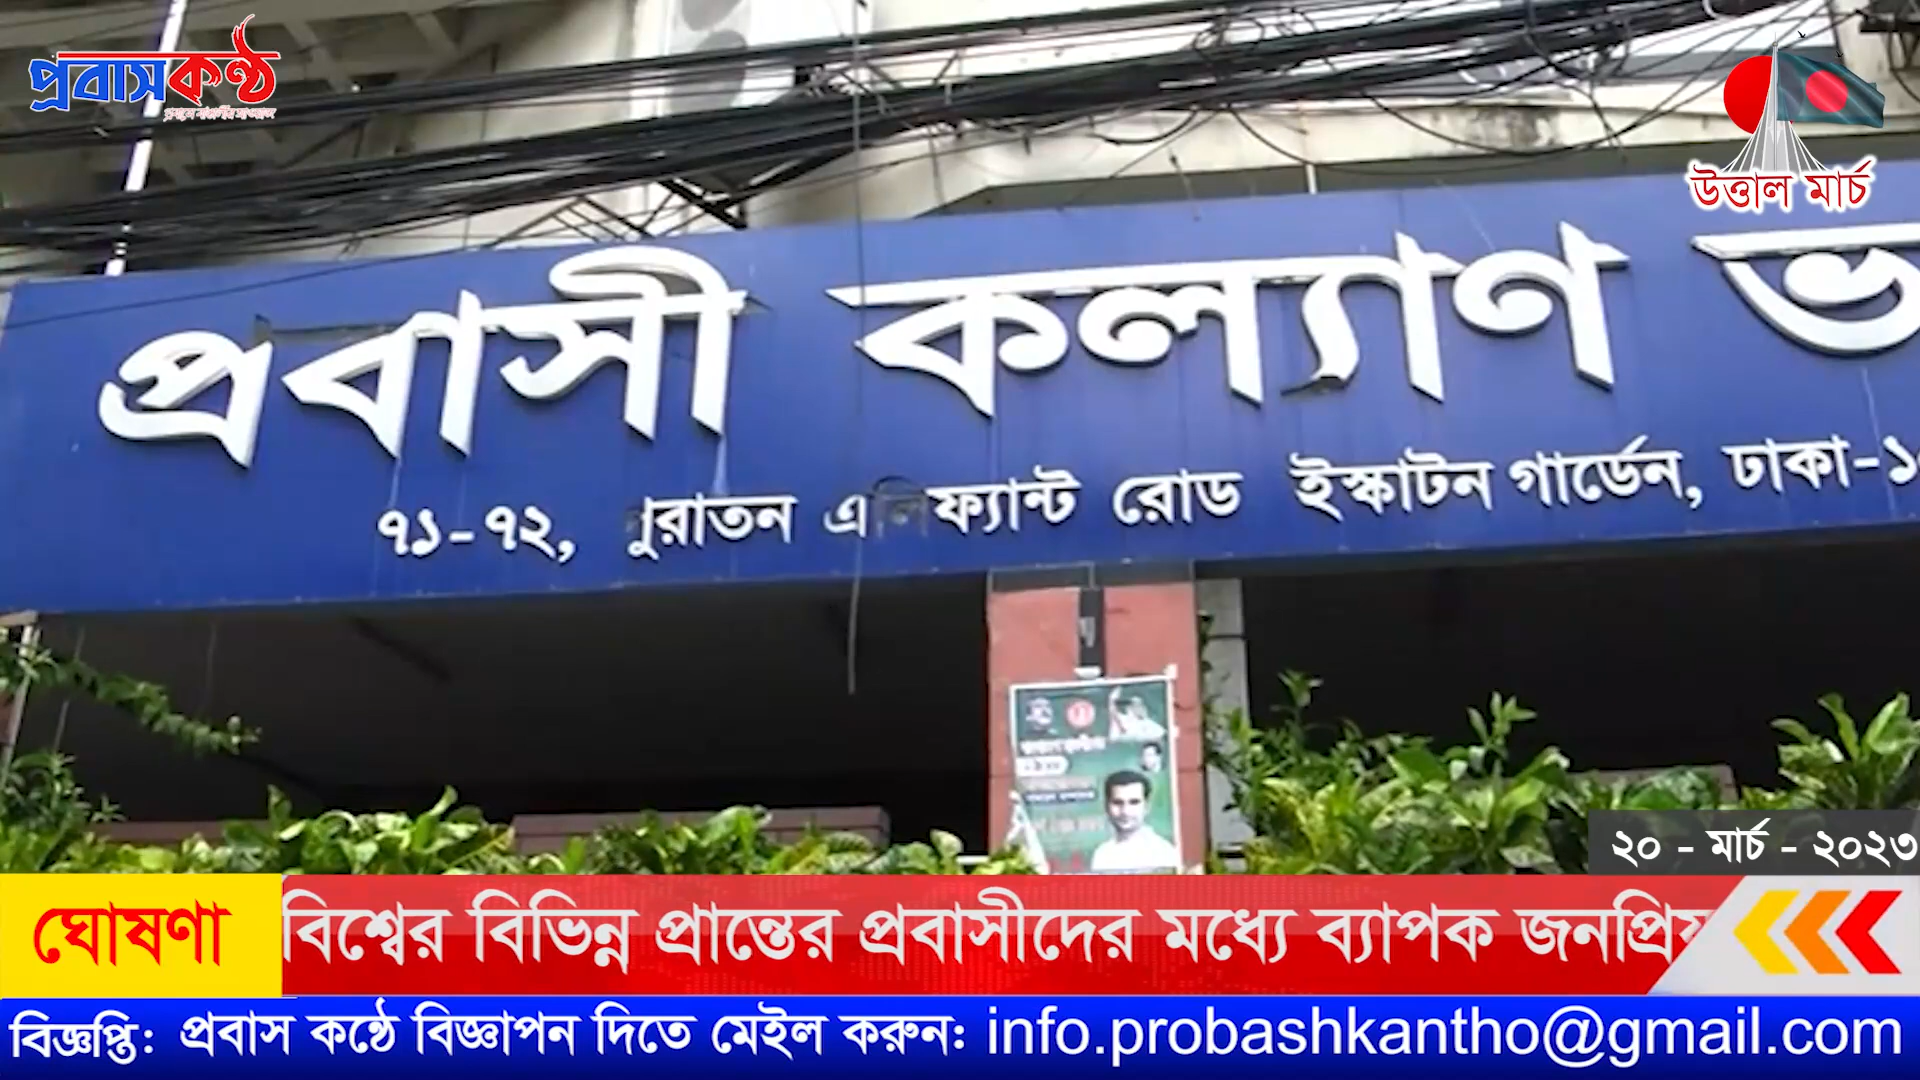 প্রবাসকণ্ঠ
উত্তাল মার্চ
প্রবাসী কল্যাণ ভ
৭১-৭২, পুরাতন এলিফ্যান্ট রোড ইস্কাটন গার্ডেন, ঢাকা-১
২০ - মার্চ - ২০২৩
ঘোষণা
বিশ্বের বিভিন্ন প্রান্তের প্রবাসীদের মধ্যে ব্যাপক জনপ্রিয়
বিজ্ঞপ্তি: প্রবাস কন্ঠে বিজ্ঞাপন দিতে মেইল করুন: info.probashkantho@gmail.com